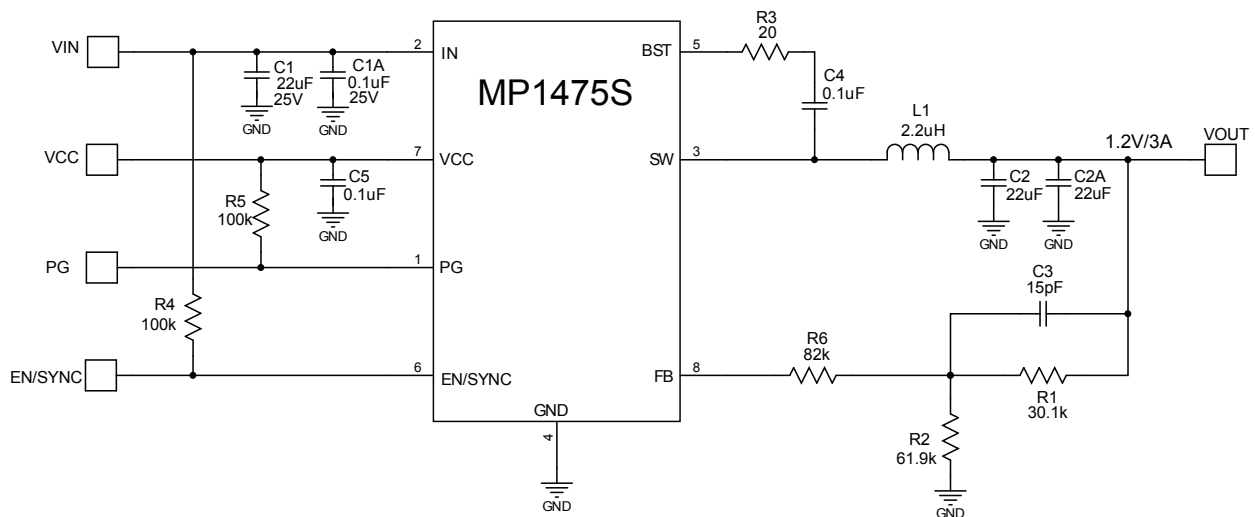 VIN
2
IN
C1
22uF
25V
GND
C1A
0.1uF
25V
GND
MP1475S
BST
5
R3
20
C4
0.1uF
L1
2.2uH
SW
3
1.2V/3A
VOUT
C2
22uF
GND
C2A
22uF
GND
VCC
7
VCC
C5
0.1uF
GND
R5
100k
PG
1
PG
R4
100k
EN/SYNC
6
EN/SYNC
C3
15pF
FB
8
R6
82k
R1
30.1k
R2
61.9k
GND
GND
4
GND